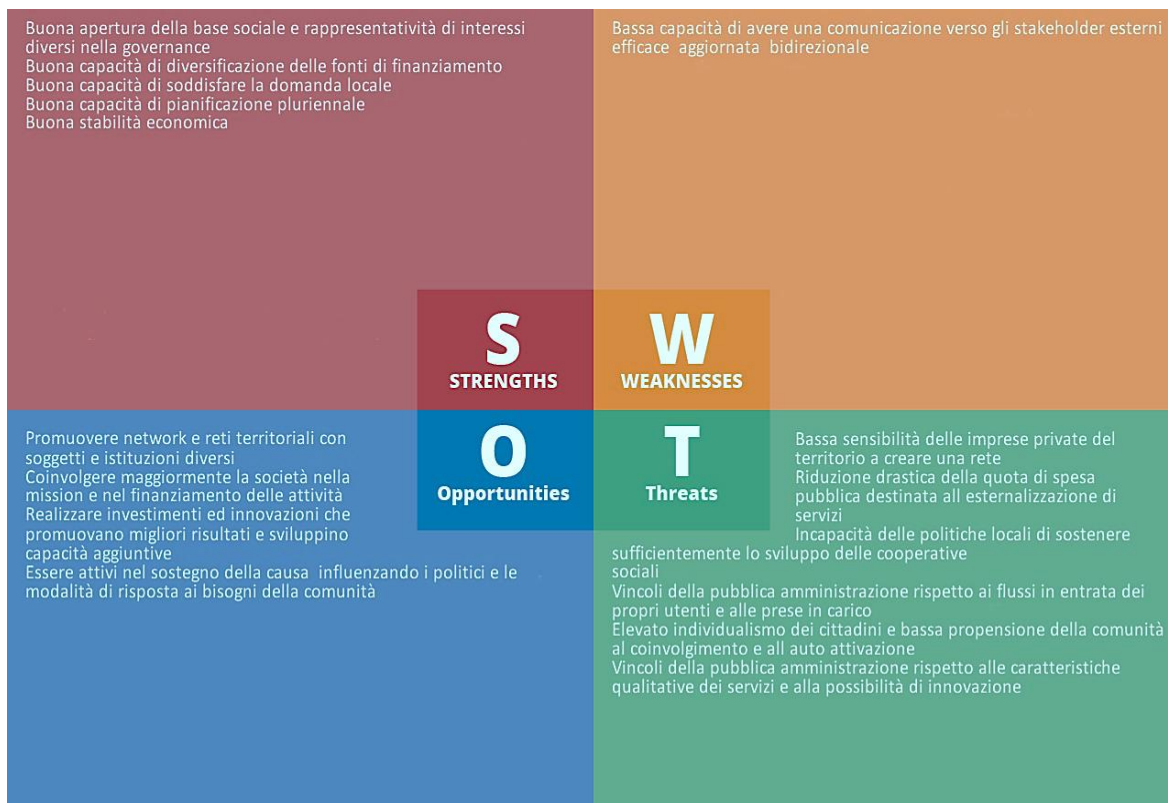 Buona apertura della base sociale e rappresentatività di interessi
diversi nella governance
Buona capacità di diversificazione delle fonti di finanziamento
Buona capacità di soddisfare la domanda locale
Buona capacità di pianificazione pluriennale
Buona stabilità economica
Bassa capacità di avere una comunicazione verso gli stakeholder esterni
efficace aggiornata bidirezionale
S
STRENGTHS
W
WEAKNESSES
Promuovere network e reti territoriali con
soggetti e istituzioni diversi
Coinvolgere maggiormente la società nella
mission e nel finanziamento delle attività
Realizzare investimenti ed innovazioni che
promuovano migliori risultati e sviluppino
capacità aggiuntive
Essere attivi nel sostegno della causa influenzando i politici e le
modalità di risposta ai bisogni della comunità
O
Opportunities
T
Threats
Bassa sensibilità delle imprese private del
territorio a creare una rete
Riduzione drastica della quota di spesa
pubblica destinata all esternalizzazione di
servizi
Incapacità delle politiche locali di sostenere
sufficientemente lo sviluppo delle cooperative
sociali
Vincoli della pubblica amministrazione rispetto ai flussi in entrata dei
propri utenti e alle prese in carico
Elevato individualismo dei cittadini e bassa propensione della comunità
al coinvolgimento e all auto attivazione
Vincoli della pubblica amministrazione rispetto alle caratteristiche
qualitative dei servizi e alla possibilità di innovazione